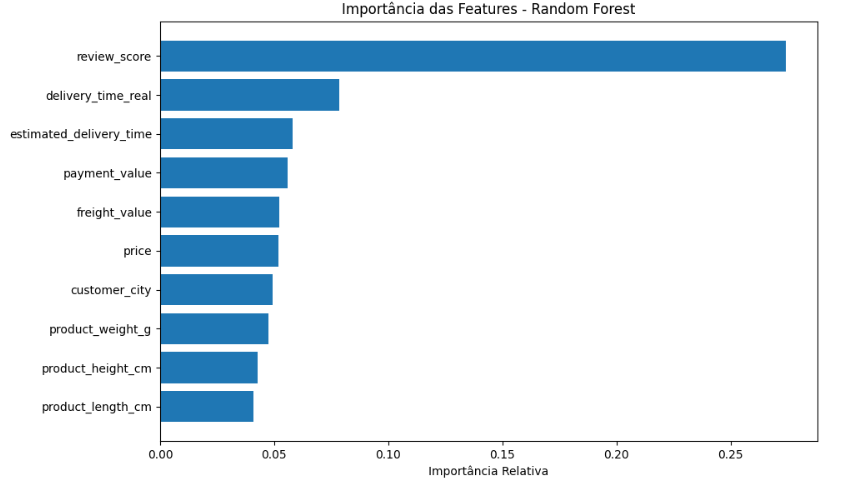 Importância das Features - Random Forest
review_score
delivery_time_real
estimated_delivery_time
payment_value
freight_value
price
customer_city
product_weight_g
product_height_cm
product_length_cm
0.00 0.05 0.10 0.15 0.20 0.25
Importância Relativa